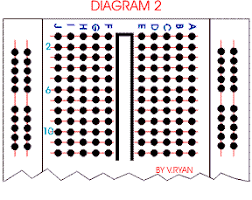 DIAGRAM 2
J I H G F E D C B A
2
6
10
BY V.RYAN